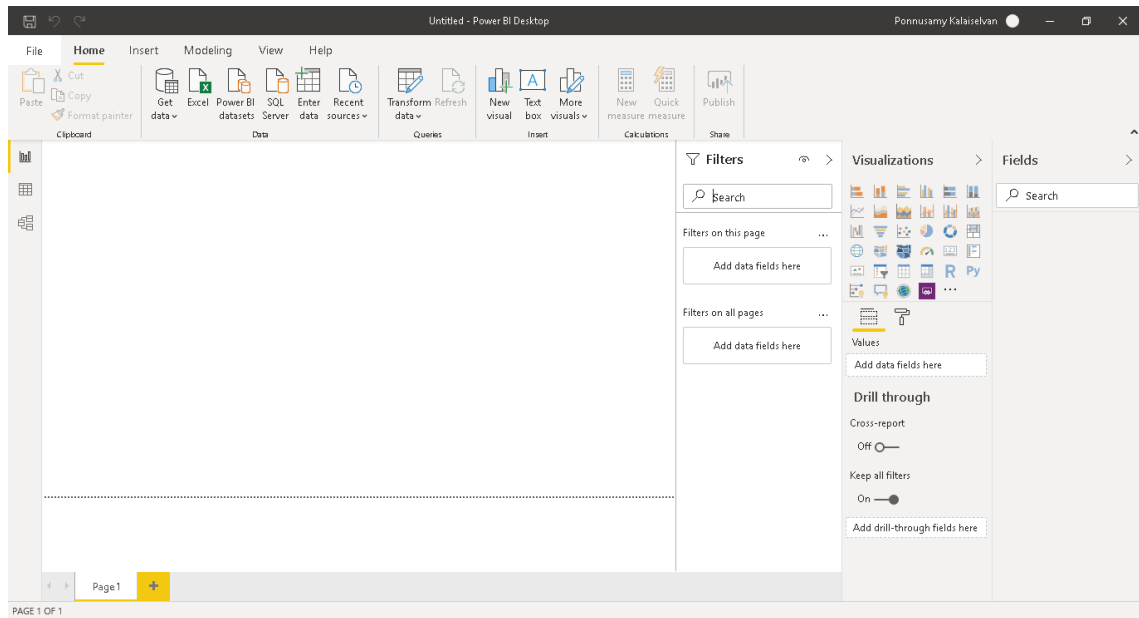 Untitled - Power BI Desktop
Ponnusamy Kalaiselvan
File Home Insert Modeling View Help
Paste
Cut
Copy
Format painter
Clipboard
Get data
Excel
Power BI datasets
SQL Server
Enter data
Recent sources
Data
Transform data
Refresh
Queries
New visual
Text box
More visuals
Insert
New measure
Quick measure
Calculations
Publish
Share
Filters
Search
Filters on this page
...
Add data fields here
Filters on all pages
...
Add data fields here
Visualizations
R Py
...
Values
Add data fields here
Drill through
Cross-report
Off
Keep all filters
On
Add drill-through fields here
Fields
Search
Page 1
+
PAGE 1 OF 1